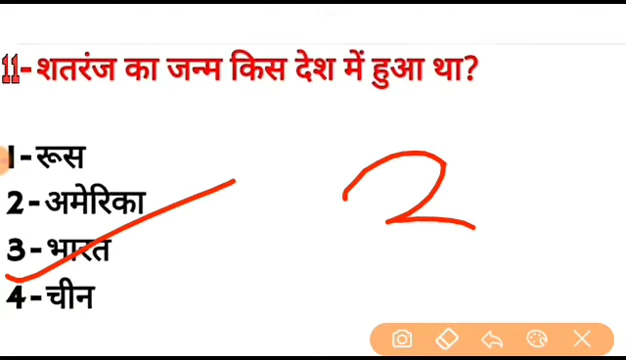 11- शतरंज का जन्म किस देश में हुआ था?
1-रूस
2-अमेरिका
3-भारत
4-चीन
2